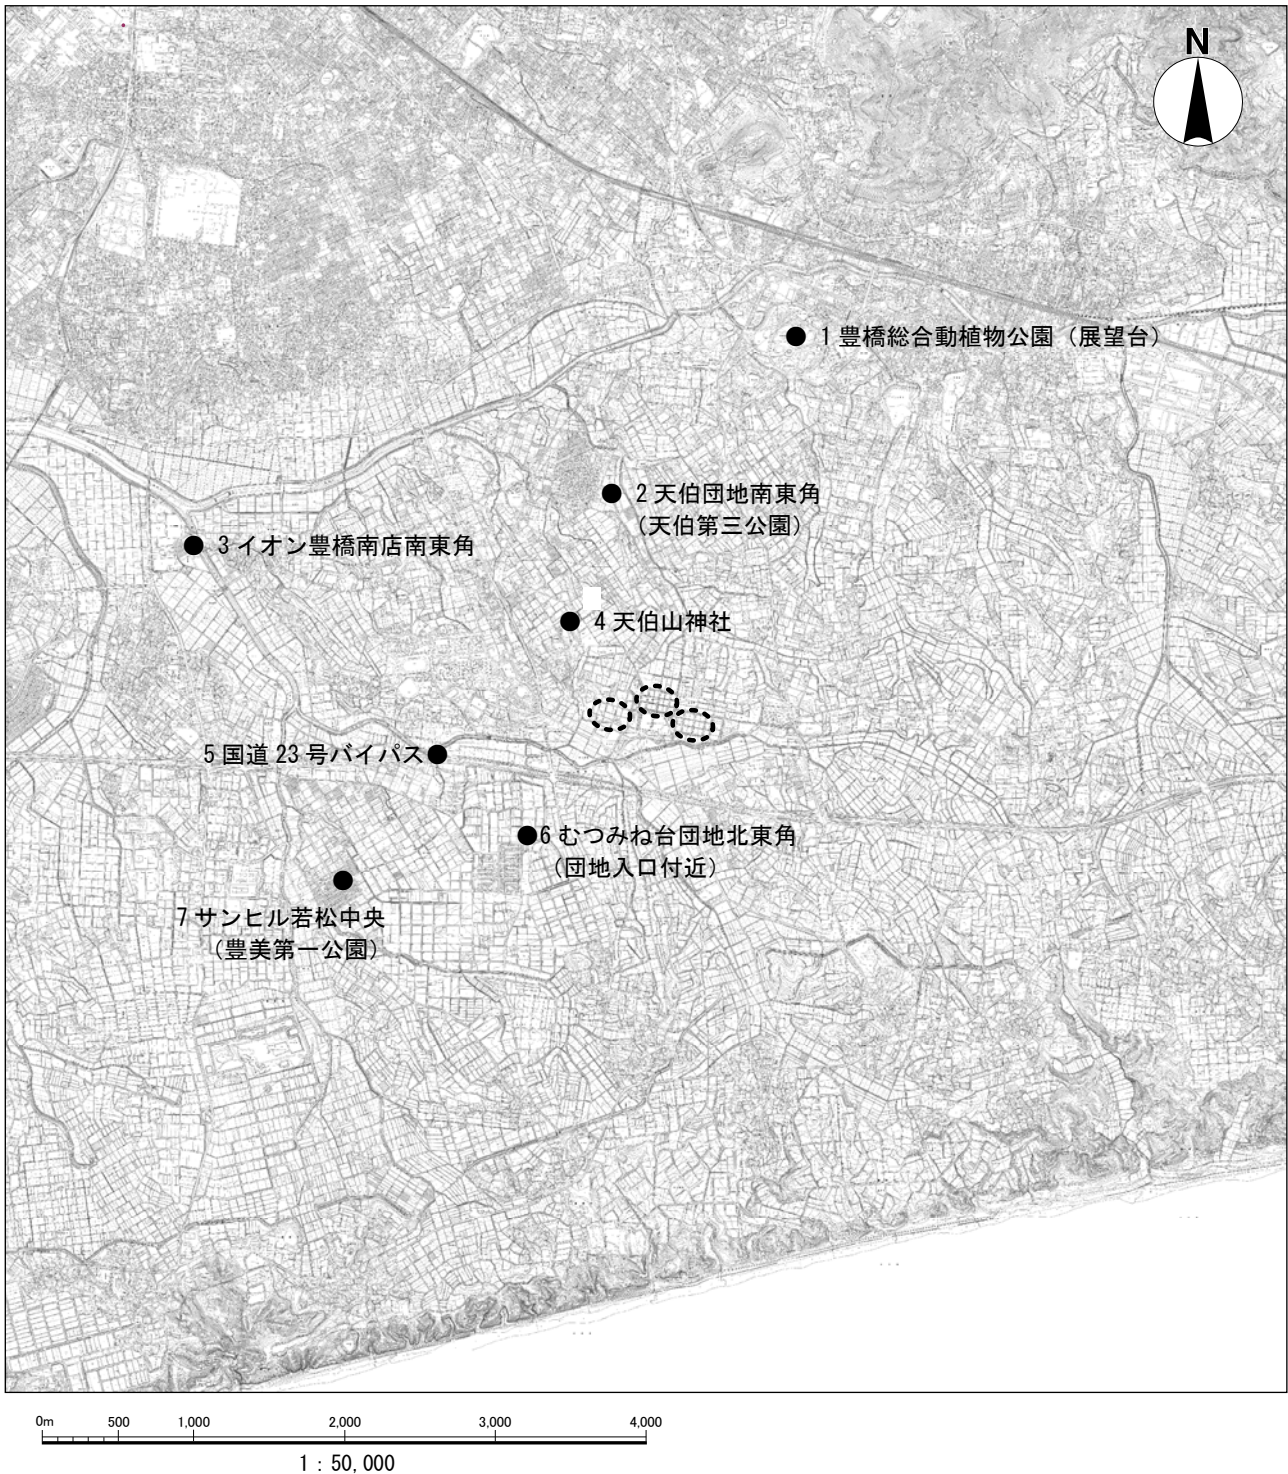 N
1 豊橋総合動植物公園（展望台）
2 天伯団地南東角
（天伯第三公園）
3 イオン豊橋南店南東角
4 天伯山神社
5 国道 23 号バイパス
6 むつみね台団地北東角
（団地入口付近）
7 サンヒル若松中央
（豊美第一公園）
0m 500 1,000 2,000 3,000 4,000
1 : 50,000